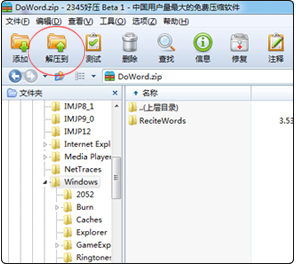 DoWord.zip - 2345好压 Beta 1 - 中国用户量最大的免费压缩软件
文件(F) 编辑(D) 查看(V) 工具(O) 选项(N) 帮助(H)
添加 解压到 测试 删除 查找 信息 修复 注释
DoWord.zip
文件夹
名称
IMJP8_1
IMJP9_0
IMJP12
Internet Explor
Media Player
NetTraces
Windows
2052
Burn
Caches
Explorer
GameExp
Ringtones
..(上层目录)
ReciteWords
3.53